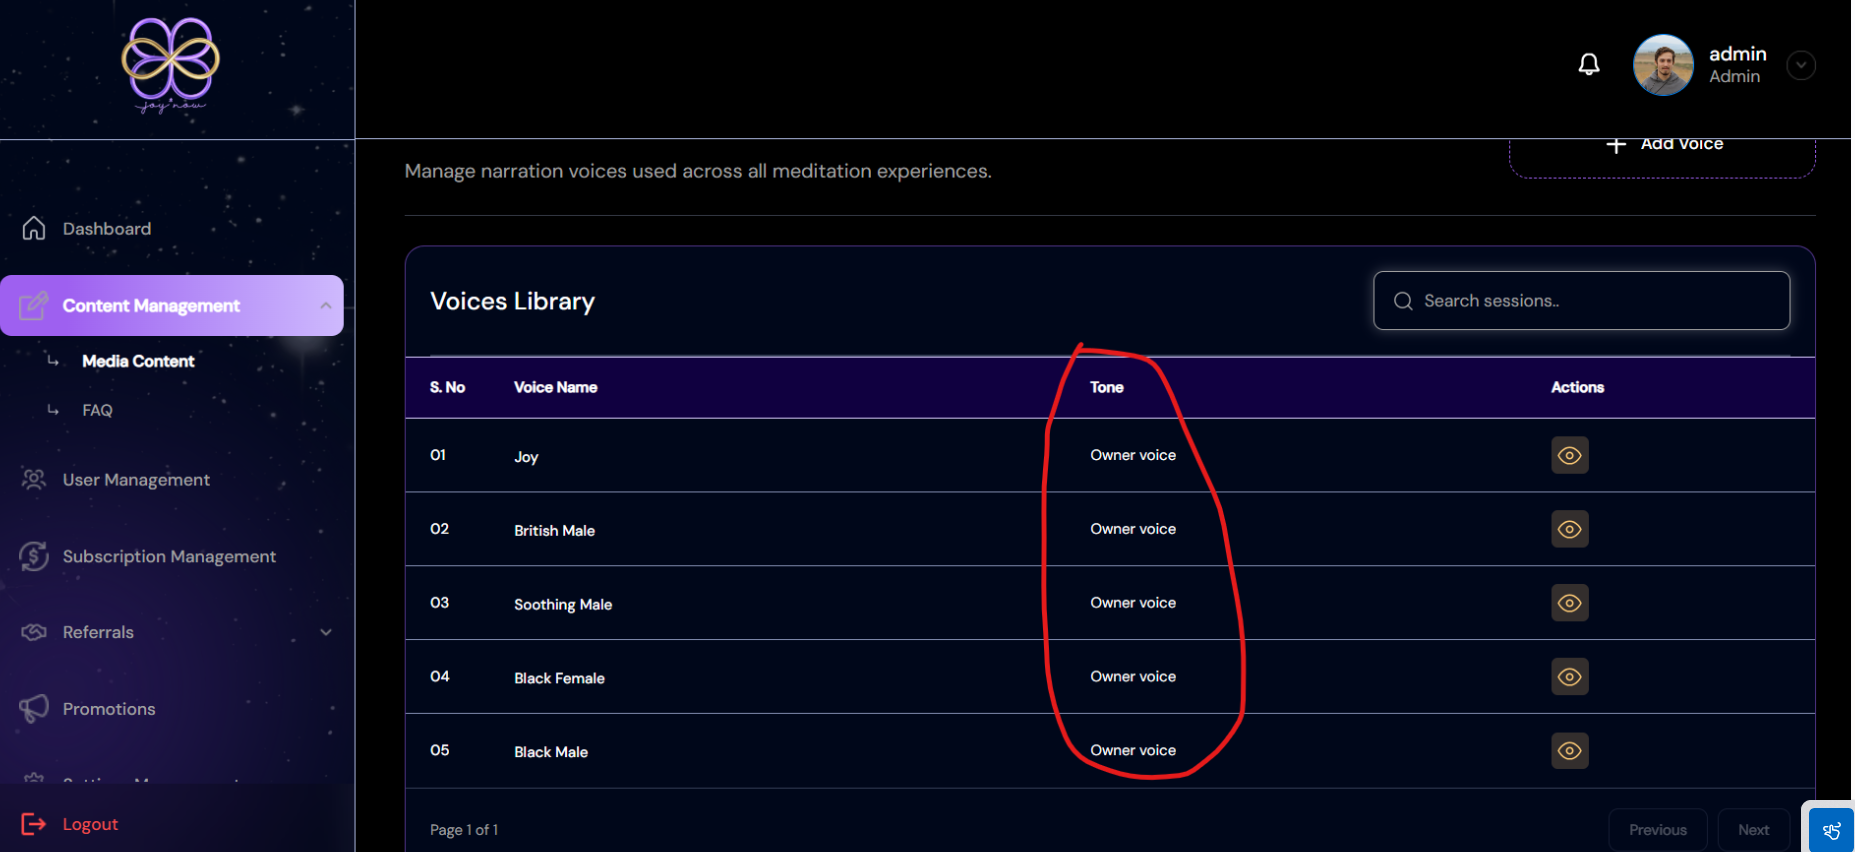 joy now
admin
Admin
Add Voice
Manage narration voices used across all meditation experiences.
Dashboard
Content Management
Media Content
FAQ
User Management
Subscription Management
Referrals
Promotions
Logout
Voices Library
Search sessions..
S. No Voice Name Tone Actions
01 Joy Owner voice
02 British Male Owner voice
03 Soothing Male Owner voice
04 Black Female Owner voice
05 Black Male Owner voice
Page 1 of 1
Previous Next